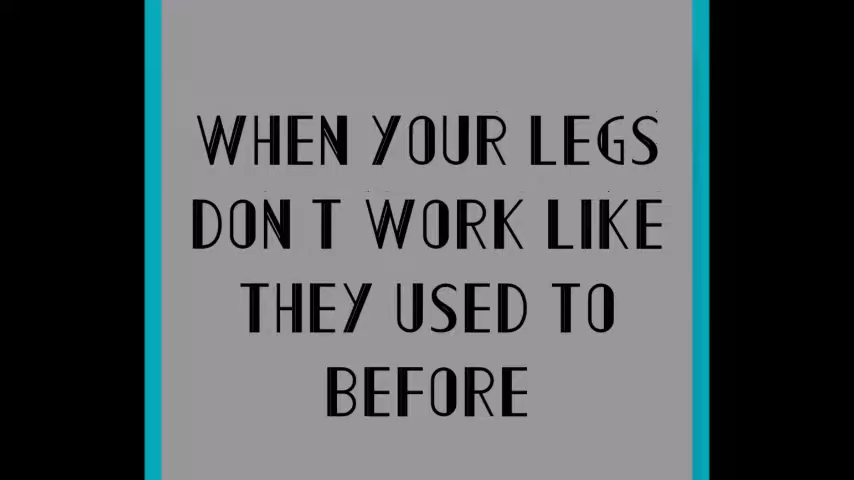 WHEN YOUR LEGS
DON T WORK LIKE
THEY USED TO
BEFORE